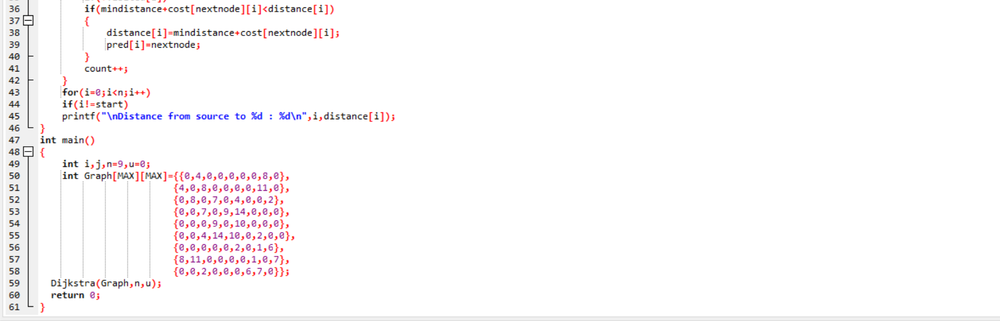 36 if(mindistance+cost[nextnode][i]<distance[i])
37 {
38 distance[i]=mindistance+cost[nextnode][i];
39 pred[i]=nextnode;
40 }
41 count++;
42 }
43 for(i=0;i<n;i++)
44 if(i!=start)
45 printf("\nDistance from source to %d : %d\n",i,distance[i]);
46 }
47 int main()
48 {
49 int i,j,n=9,u=0;
50 int Graph[MAX][MAX]={{0,4,0,0,0,0,0,8,0},
51 {4,0,8,0,0,0,0,11,0},
52 {0,8,0,7,0,4,0,0,2},
53 {0,0,7,0,9,14,0,0,0},
54 {0,0,0,9,0,10,0,0,0},
55 {0,0,4,14,10,0,2,0,0},
56 {0,0,0,0,0,2,0,1,6},
57 {8,11,0,0,0,0,1,0,7},
58 {0,0,2,0,0,0,6,7,0}};
59 Dijkstra(Graph,n,u);
60 return 0;
61 }